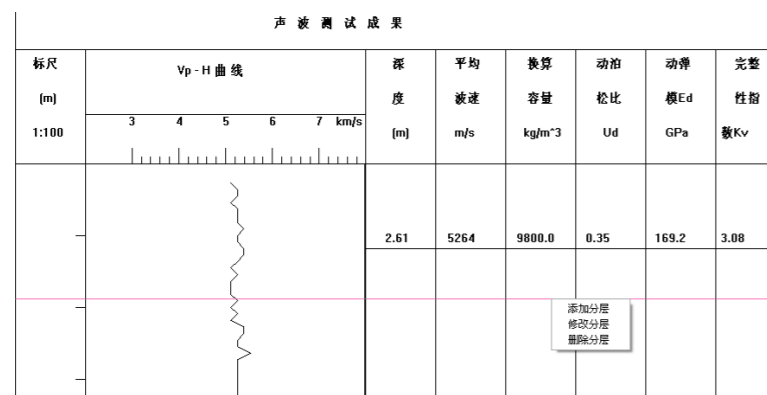 声 波 测 试 成 果
标尺
(m)
1:100
Vp - H 曲 线
3 4 5 6 7 km/s
深
度
(m)
平均
波速
m/s
换算
容量
kg/m^3
动泊
松比
Ud
动弹
模Ed
GPa
完整
性指
数Kv
2.61 5264 9800.0 0.35 169.2 3.08
添加分层
修改分层
删除分层